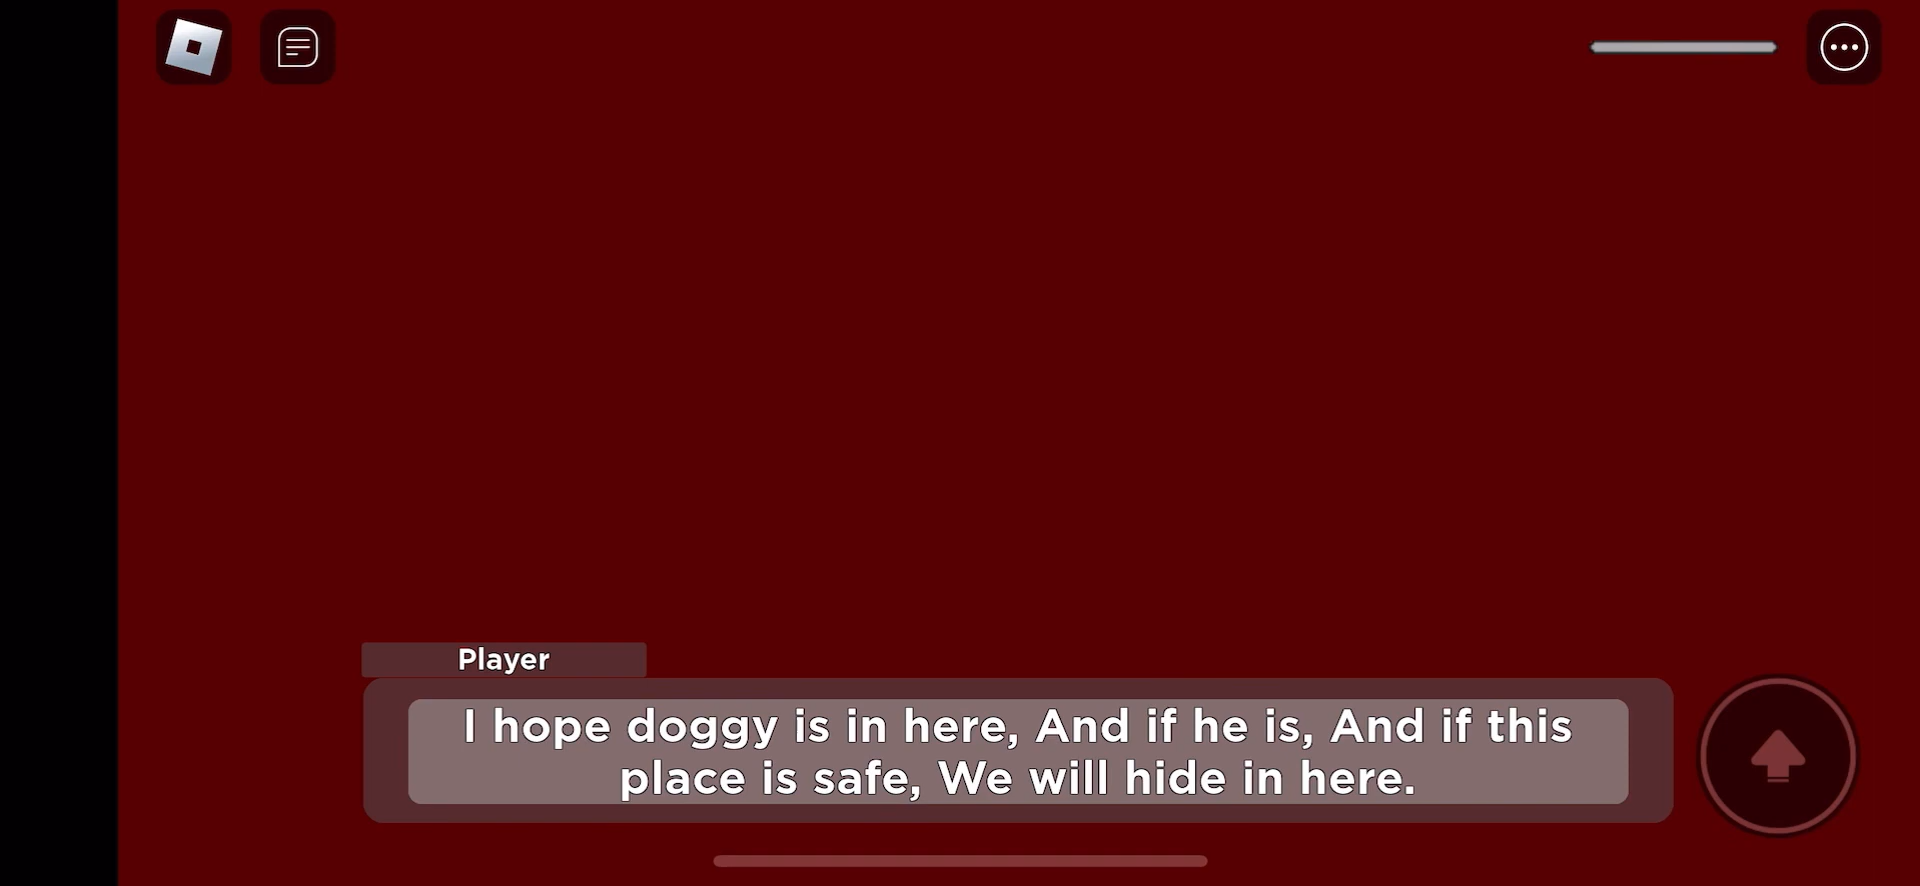 Player
I hope doggy is in here, And if he is, And if this
place is safe, We will hide in here.